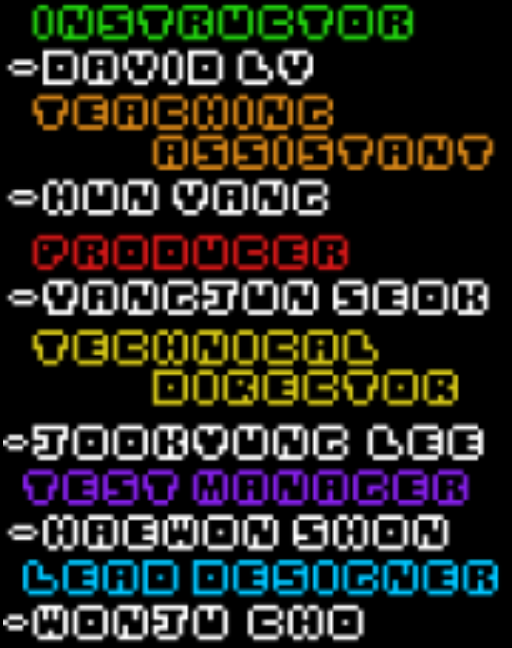 INSTRUCTOR
-DAVID LY
TEACHING
ASSISTANT
-HUN YANG
PRODUCER
-YANGJUN SEOK
TECHNICAL
DIRECTOR
-JOOKYUNG LEE
TEST MANAGER
-HAEWON SHON
LEAD DESIGNER
-WONJU CHO